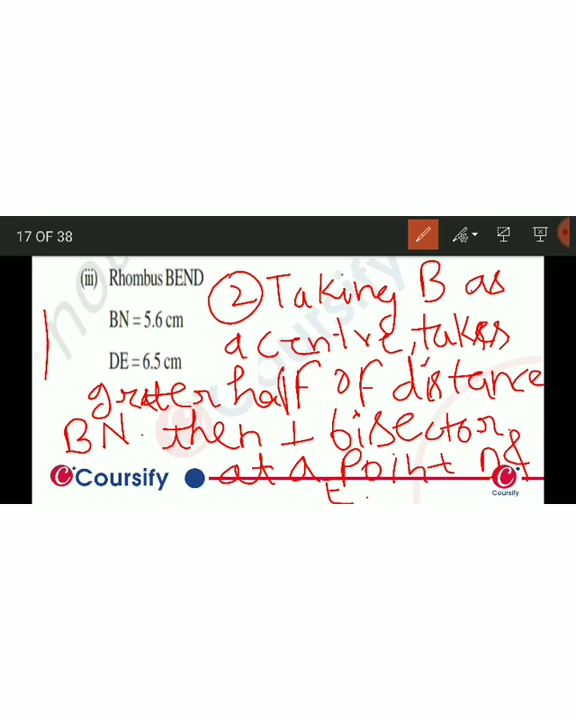 17 OF 38
(iii) Rhombus BEND
BN = 5.6 cm
DE = 6.5 cm
② Taking B as
a centre, takes
greater half of distance
BN. then ⊥ bisector
at a point
E.
Coursify
Coursify
Coursify